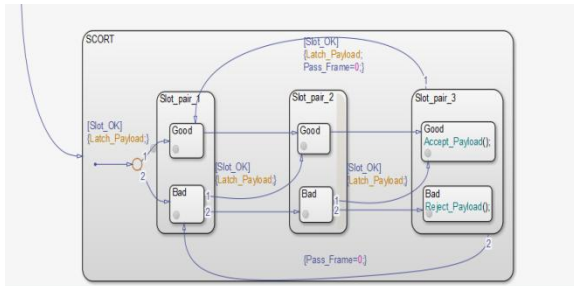 SCORT
[Slot_OK]
{Latch_Payload;
Pass_Frame=0;}
1
Slot_pair_1
Slot_pair_2
Slot_pair_3
[Slot_OK]
{Latch_Payload;}
1
2
Good
Good
Good
Accept_Payload();
[Slot_OK]
{Latch_Payload;}
[Slot_OK]
{Latch_Payload;}
Bad
1
2
Bad
1
2
Bad
Reject_Payload();
2
{Pass_Frame=0;}